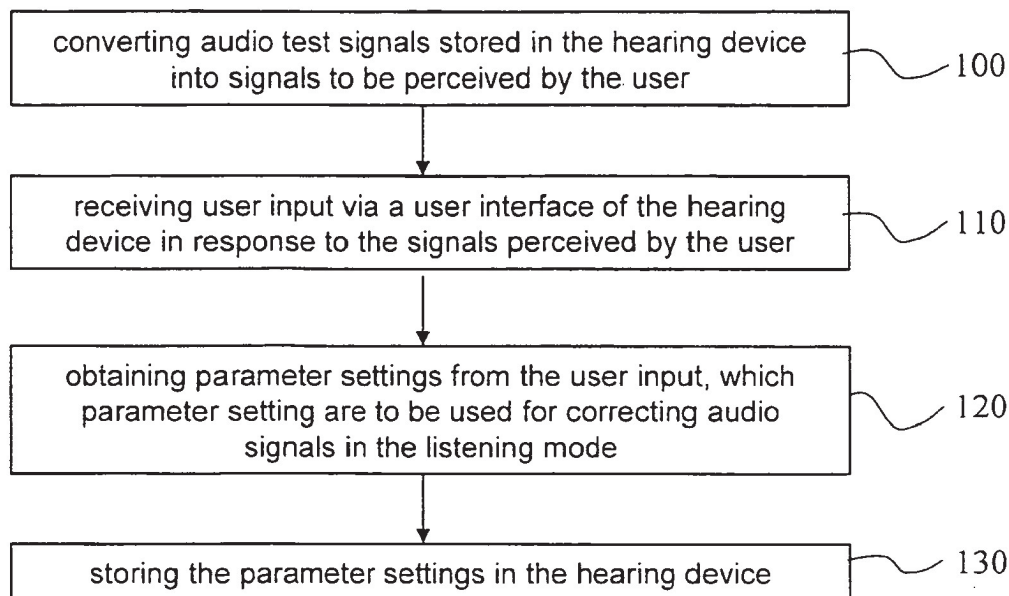 converting audio test signals stored in the hearing device
into signals to be perceived by the user
100
receiving user input via a user interface of the hearing
device in response to the signals perceived by the user
110
obtaining parameter settings from the user input, which
parameter setting are to be used for correcting audio
signals in the listening mode
120
storing the parameter settings in the hearing device
130